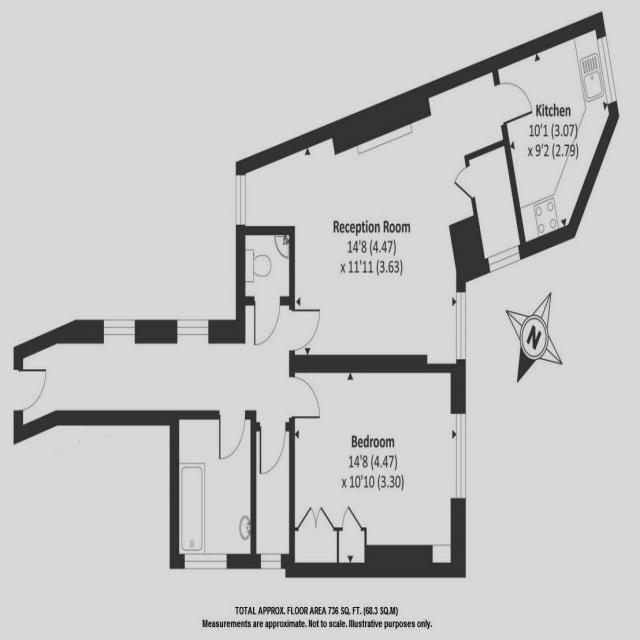 Kitchen
10'1 (3.07)
x 9'2 (2.79)
Reception Room
14'8 (4.47)
x 11'11 (3.63)
N
Bedroom
14'8 (4.47)
x 10'10 (3.30)
TOTAL APPROX. FLOOR AREA 736 SQ. FT. (68.3 SQ.M)
Measurements are approximate. Not to scale. Illustrative purposes only.